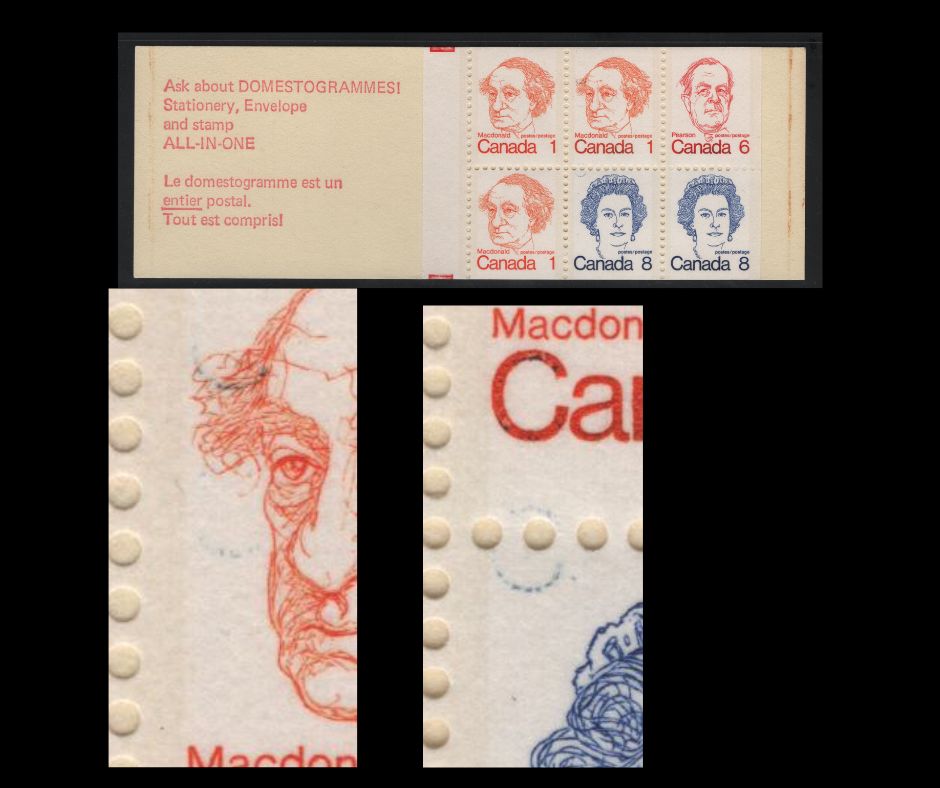 Ask about DOMESTOGRAMMES!
Stationery, Envelope
and stamp
ALL-IN-ONE
Le domestogramme est un
entier postal.
Tout est compris!
Macdonald postes/postage
Canada 1
Macdonald postes/postage
Canada 1
Pearson postes/postage
Canada 6
Macdonald postes/postage
Canada 1
postes/postage
Canada 8
postes/postage
Canada 8
Macdon
Macdon
Can